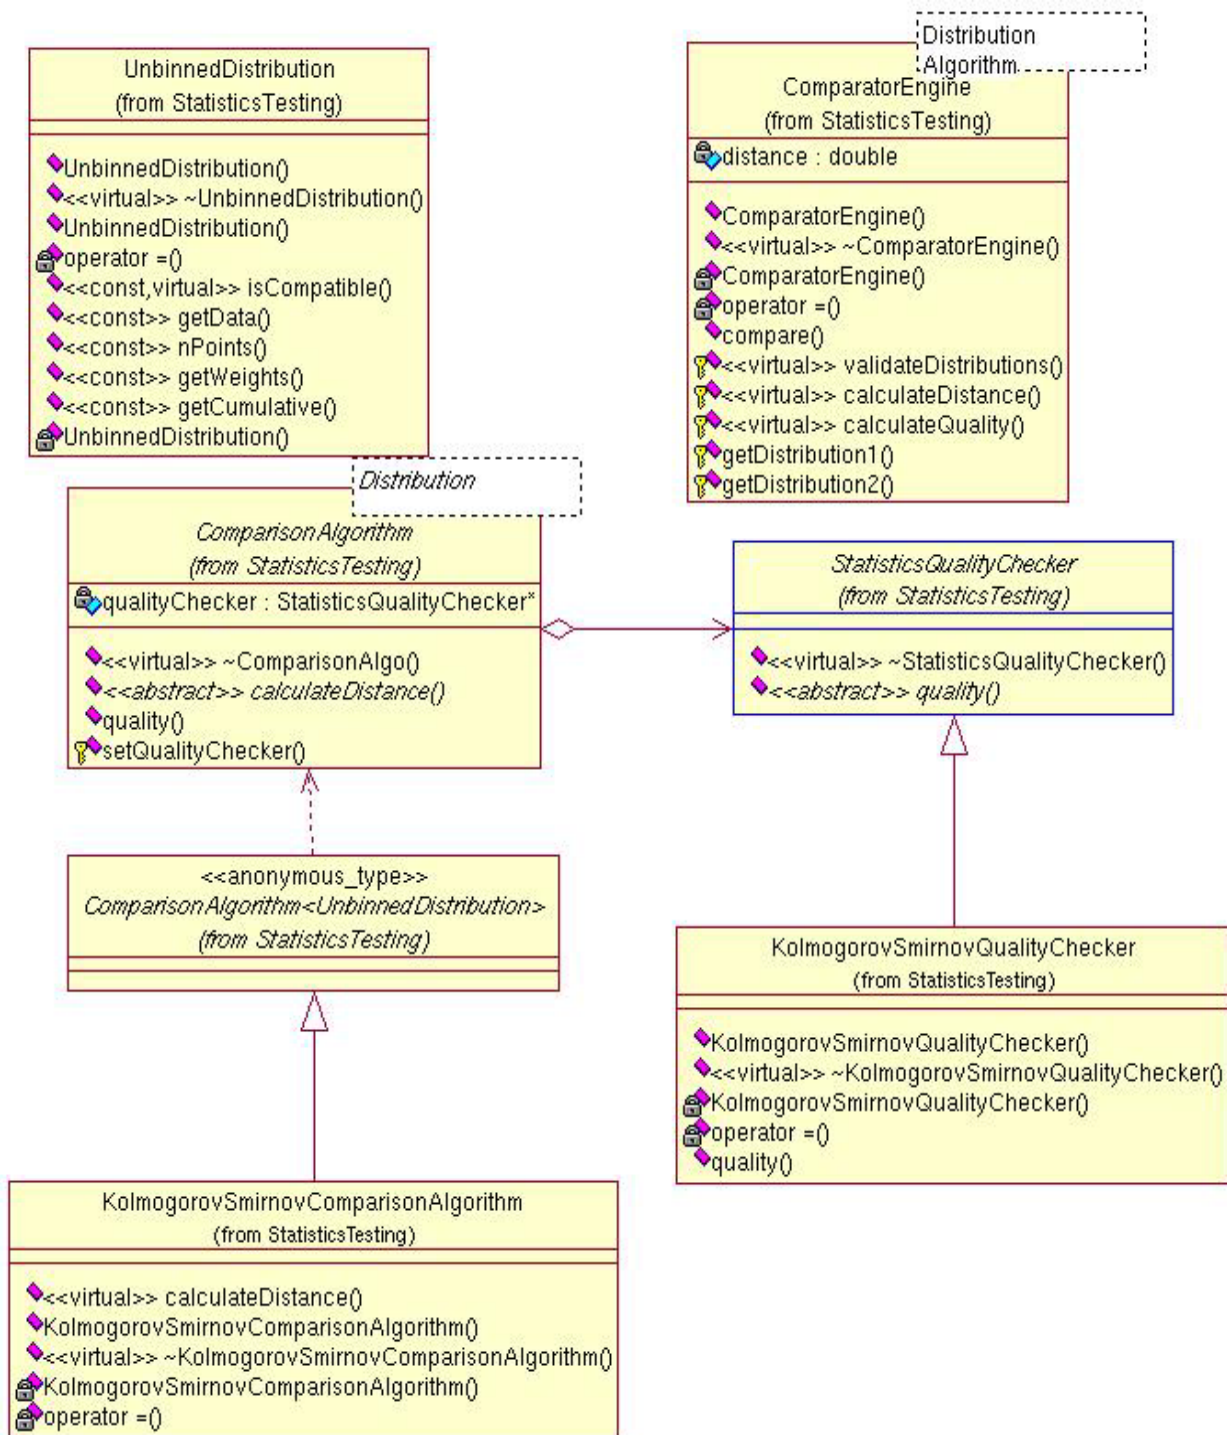 UnbinnedDistribution
(from StatisticsTesting)
UnbinnedDistribution()
<<virtual>> ~UnbinnedDistribution()
UnbinnedDistribution()
operator =()
<<const,virtual>> isCompatible()
<<const>> getData()
<<const>> nPoints()
<<const>> getWeights()
<<const>> getCumulative()
UnbinnedDistribution()
Distribution
Algorithm
ComparatorEngine
(from StatisticsTesting)
distance : double
ComparatorEngine()
<<virtual>> ~ComparatorEngine()
ComparatorEngine()
operator =()
compare()
<<virtual>> validateDistributions()
<<virtual>> calculateDistance()
<<virtual>> calculateQuality()
getDistribution1()
getDistribution2()
Distribution
ComparisonAlgorithm
(from StatisticsTesting)
qualityChecker : StatisticsQualityChecker*
<<virtual>> ~ComparisonAlgo()
<<abstract>> calculateDistance()
quality()
setQualityChecker()
StatisticsQualityChecker
(from StatisticsTesting)
<<virtual>> ~StatisticsQualityChecker()
<<abstract>> quality()
<<anonymous_type>>
ComparisonAlgorithm<UnbinnedDistribution>
(from StatisticsTesting)
KolmogorovSmirnovQualityChecker
(from StatisticsTesting)
KolmogorovSmirnovQualityChecker()
<<virtual>> ~KolmogorovSmirnovQualityChecker()
KolmogorovSmirnovQualityChecker()
operator =()
quality()
KolmogorovSmirnovComparisonAlgorithm
(from StatisticsTesting)
<<virtual>> calculateDistance()
KolmogorovSmirnovComparisonAlgorithm()
<<virtual>> ~KolmogorovSmirnovComparisonAlgorithm()
KolmogorovSmirnovComparisonAlgorithm()
operator =()